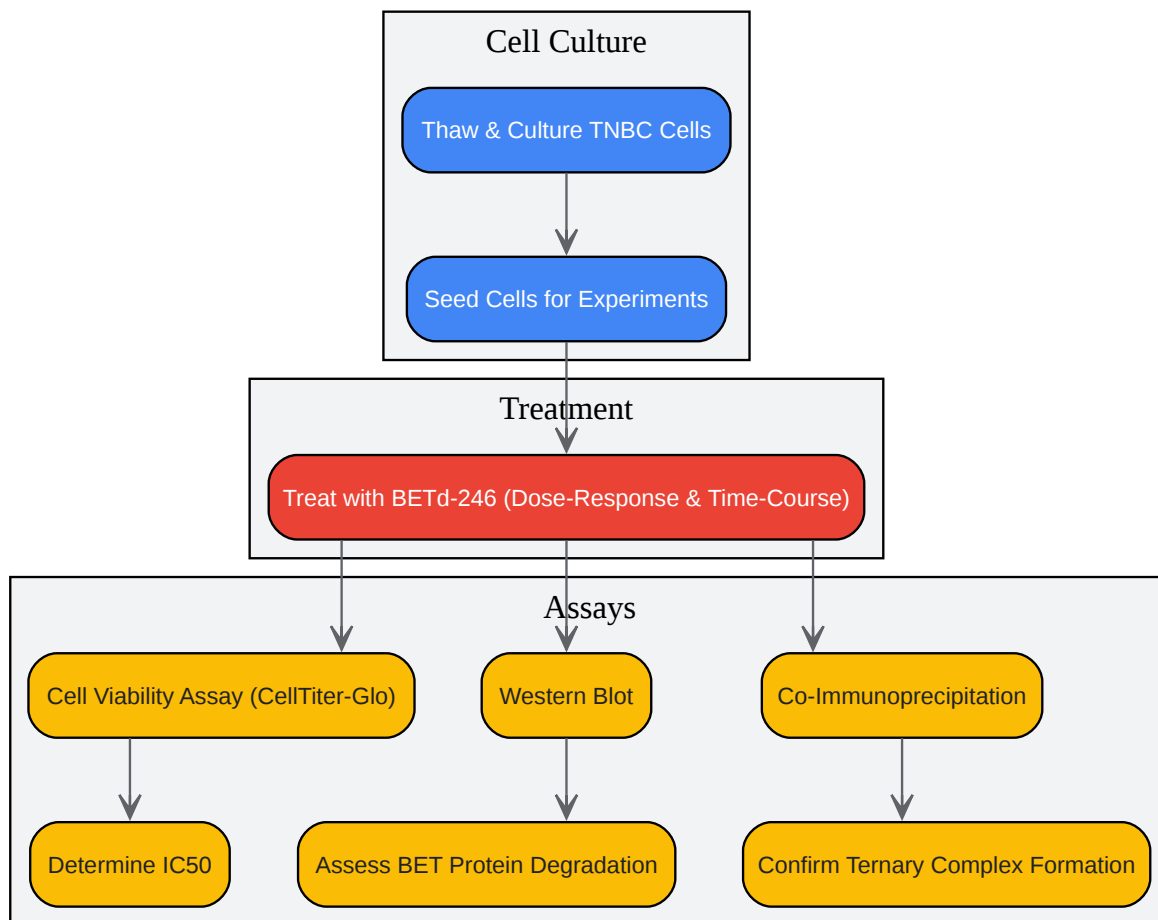 Cell Culture
Thaw & Culture TNBC Cells
Seed Cells for Experiments
Treatment
Treat with BETd-246 (Dose-Response & Time-Course)
Assays
Cell Viability Assay (CellTiter-Glo)
Western Blot
Co-Immunoprecipitation
Determine IC50
Assess BET Protein Degradation
Confirm Ternary Complex Formation